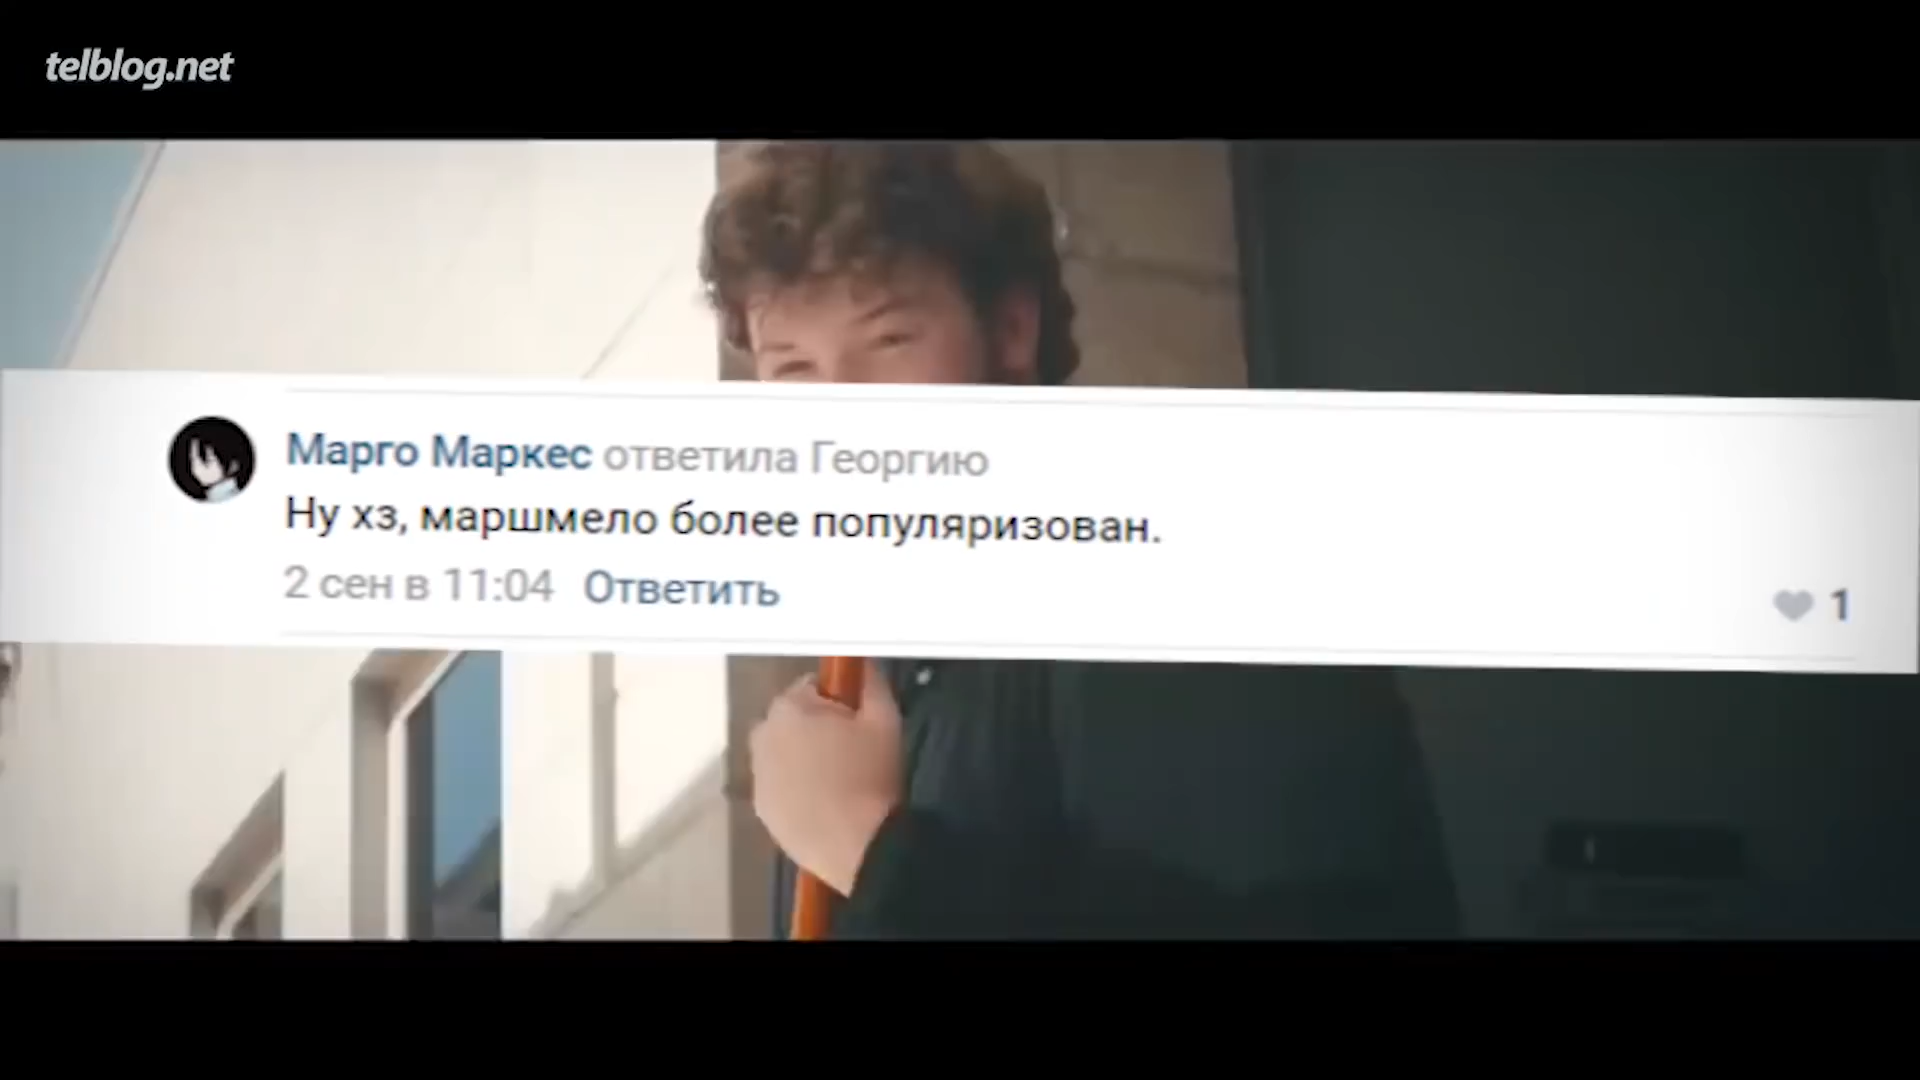 telblog.net
Марго Маркес ответила Георгию
Ну хз, маршмело более популяризован.
2 сен в 11:04 Ответить
1